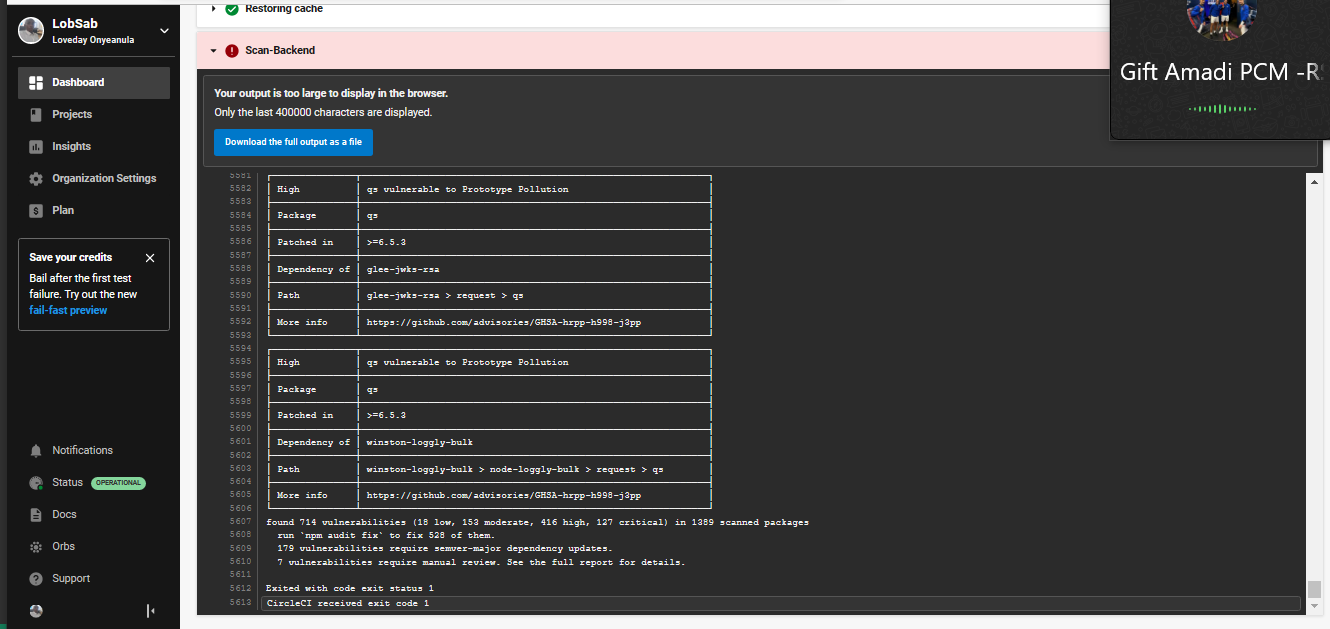 LobSab
Loveday Onyeanula
Dashboard
Projects
Insights
Organization Settings
Plan
Save your credits
Bail after the first test
failure. Try out the new
fail-fast preview
Notifications
Status OPERATIONAL
Docs
Orbs
Support
Restoring cache
Scan-Backend
Gift Amadi PCM -R
Your output is too large to display in the browser.
Only the last 400000 characters are displayed.
Download the full output as a file
5581
5582 High qs vulnerable to Prototype Pollution
5583
5584 Package qs
5585
5586 Patched in >=6.5.3
5587
5588 Dependency of glee-jwks-rsa
5589
5590 Path glee-jwks-rsa > request > qs
5591
5592 More info https://github.com/advisories/GHSA-hrpp-h998-j3pp
5593
5594
5595 High qs vulnerable to Prototype Pollution
5596
5597 Package qs
5598
5599 Patched in >=6.5.3
5600
5601 Dependency of winston-loggly-bulk
5602
5603 Path winston-loggly-bulk > node-loggly-bulk > request > qs
5604
5605 More info https://github.com/advisories/GHSA-hrpp-h998-j3pp
5606
5607 found 714 vulnerabilities (18 low, 153 moderate, 416 high, 127 critical) in 1389 scanned packages
5608 run `npm audit fix` to fix 528 of them.
5609 179 vulnerabilities require semver-major dependency updates.
5610 7 vulnerabilities require manual review. See the full report for details.
5611
5612 Exited with code exit status 1
5613 CircleCI received exit code 1